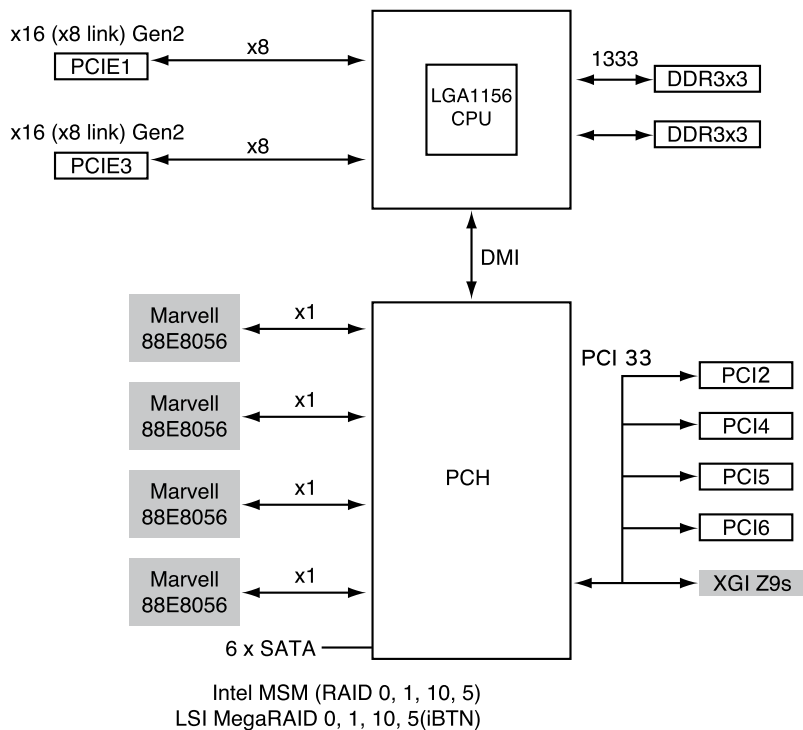 x16 (x8 link) Gen2
PCIE1
x8
x16 (x8 link) Gen2
PCIE3
x8
LGA1156
CPU
1333
DDR3x3
DDR3x3
DMI
Marvell
88E8056
x1
Marvell
88E8056
x1
Marvell
88E8056
x1
Marvell
88E8056
x1
PCH
PCI 33
PCI2
PCI4
PCI5
PCI6
XGI Z9s
6 x SATA
Intel MSM (RAID 0, 1, 10, 5)
LSI MegaRAID 0, 1, 10, 5(iBTN)